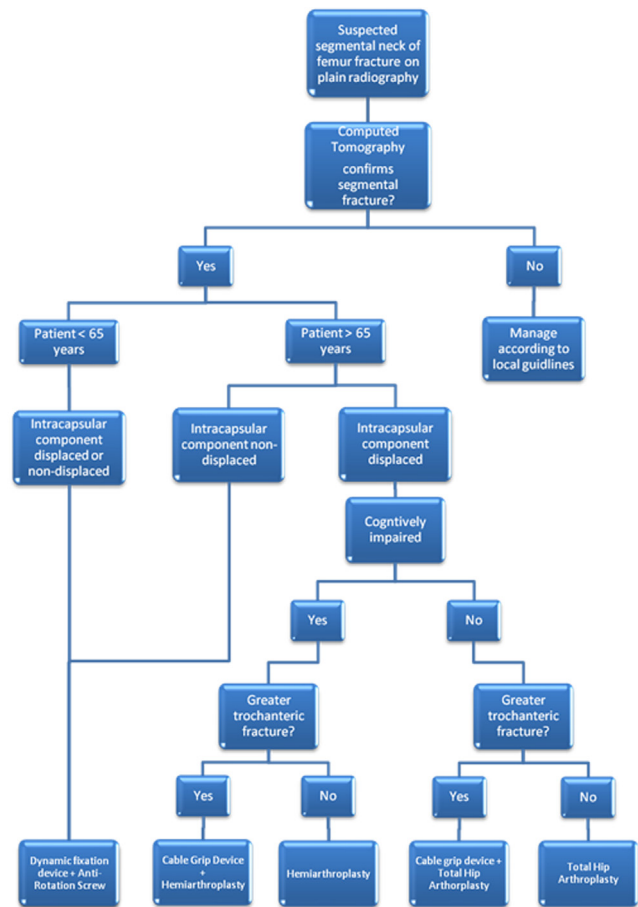 Suspected
segmental neck of
femur fracture on
plain radiography
Computed
Tomography
confirms
segmental
fracture?
Yes
No
Patient < 65
years
Patient > 65
years
Manage
according to
local guidlines
Intracapsular
component
displaced or
non-displaced
Intracapsular
component non-
displaced
Intracapsular
component
displaced
Cogntively
impaired
Yes
No
Greater
trochanteric
fracture?
Greater
trochanteric
fracture?
Yes
No
Yes
No
Dynamic fixation
device + Anti-
Rotation Screw
Cable Grip Device
+
Hemiarthroplasty
Hemiarthroplasty
Cable grip device +
Total Hip
Arthorplasty
Total Hip
Arthroplasty